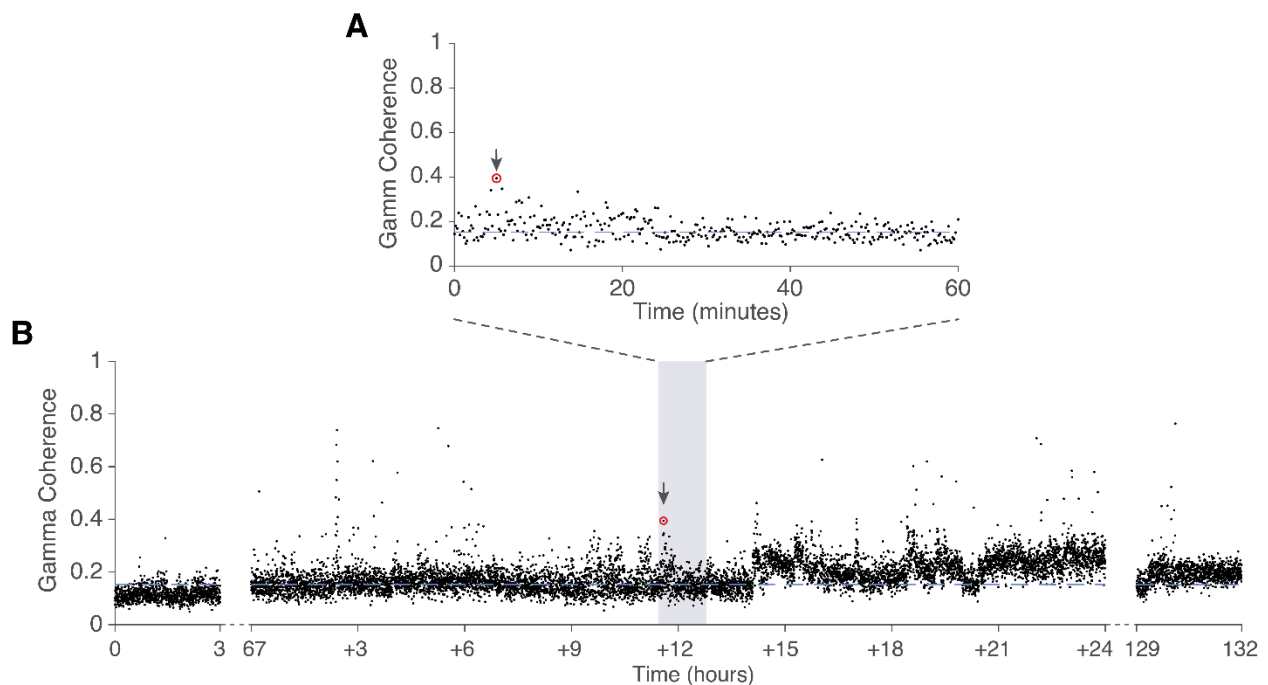 A
Gamm Coherence
1
0.8
0.6
0.4
0.2
0
0 20 40 60
Time (minutes)
B
Gamma Coherence
1
0.8
0.6
0.4
0.2
0
0 3 67 +3 +6 +9 +12 +15 +18 +21 +24 129 132
Time (hours)